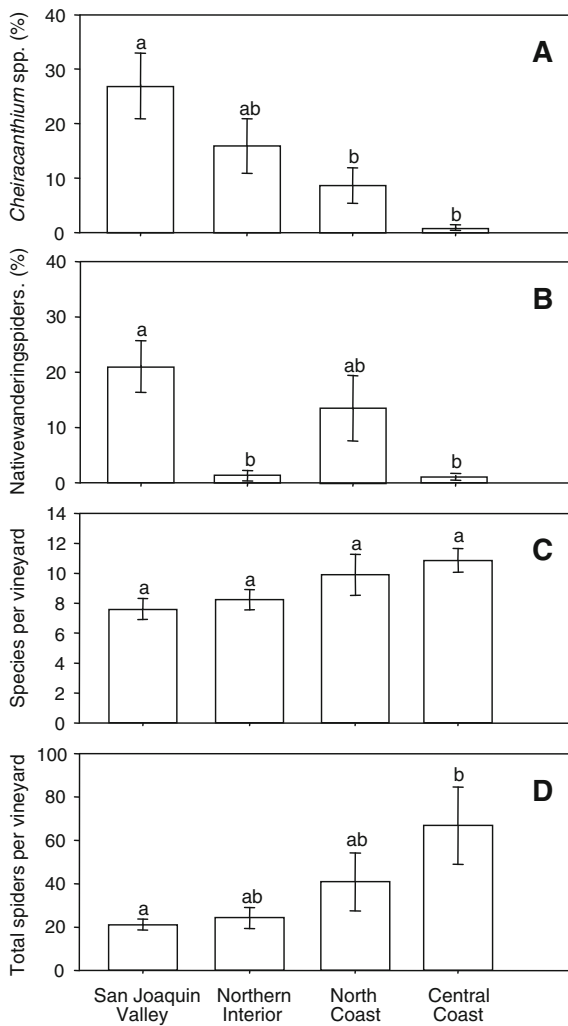 Cheiracanthium spp. (%)
40
30
20
10
0
A
a
ab
b
b
Nativewanderingspiders. (%)
40
30
20
10
0
B
a
b
ab
b
Species per vineyard
14
12
10
8
6
4
2
0
C
a
a
a
a
Total spiders per vineyard
100
80
60
40
20
0
D
a
ab
ab
b
San Joaquin
Valley
Northern
Interior
North
Coast
Central
Coast